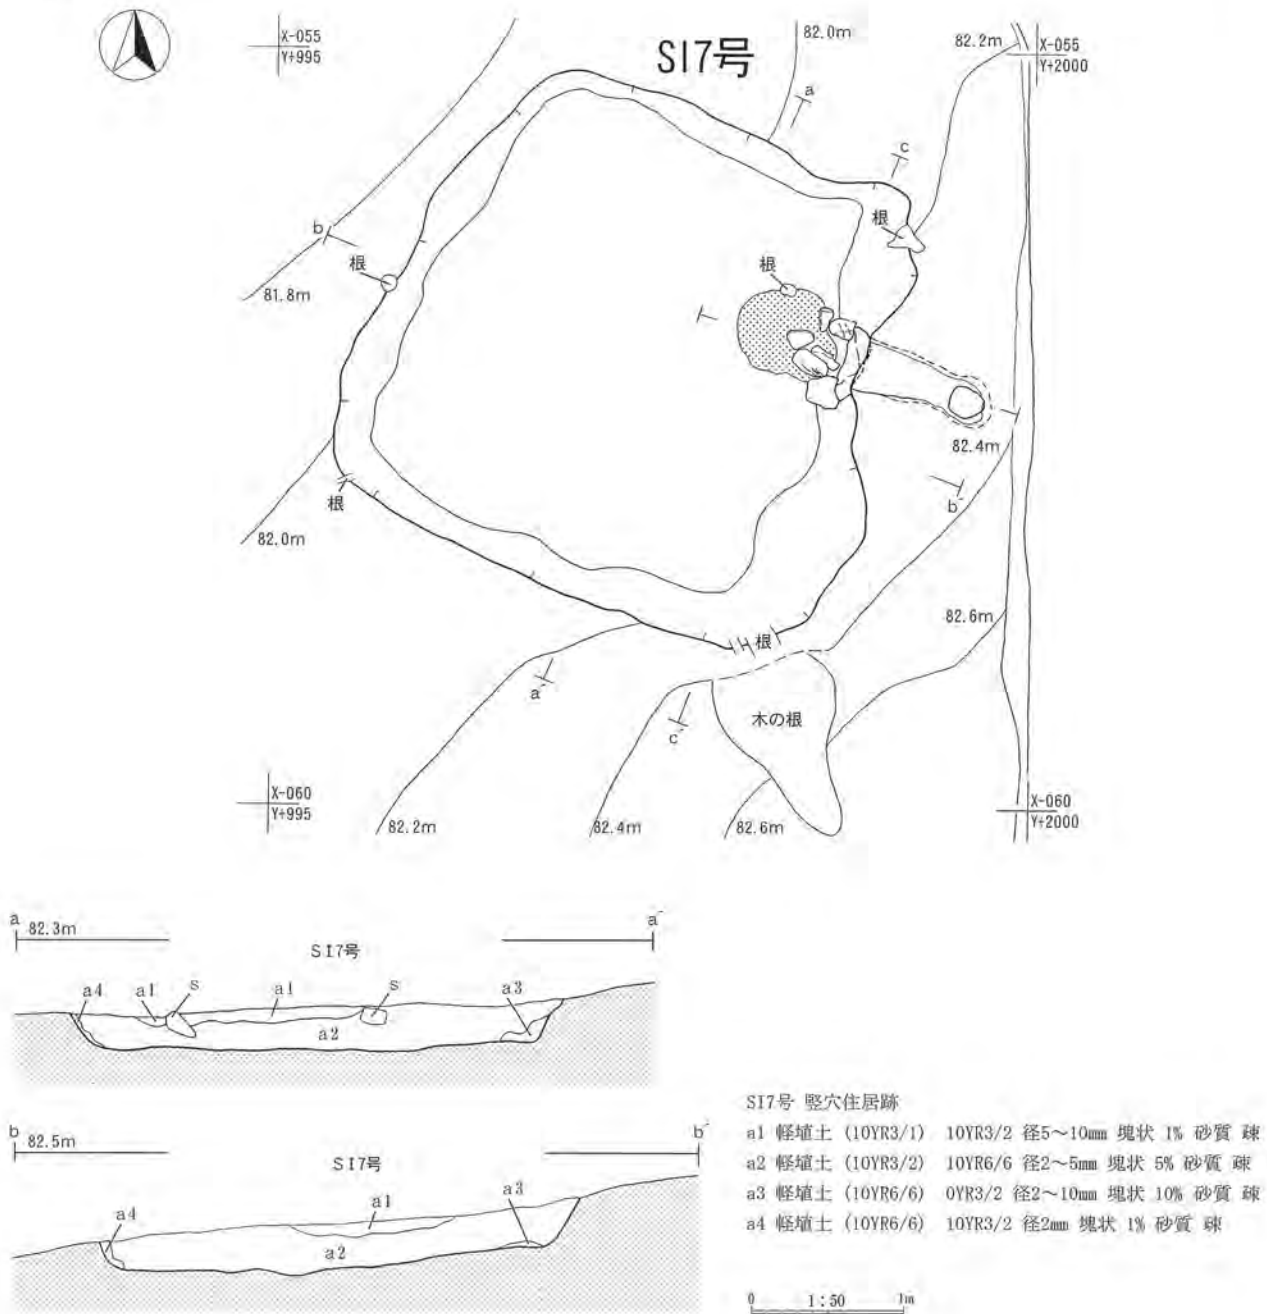 X-055
Y+995
SI7号
82.0m
82.2m
X-055
Y+2000
a
c
根
b
根
根
81.8m
82.4m
b´
根
82.0m
82.6m
根
a´
c´
木の根
X-060
Y+995
X-060
Y+2000
82.2m
82.4m
82.6m
a 82.3m a´
SI7号
a4 a1 s a1 s a3
a2
b 82.5m b´
SI7号
a4 a1 a3
a2
SI7号 竪穴住居跡
a1 軽埴土 (10YR3/1) 10YR3/2 径5〜10㎜ 塊状 1% 砂質 疎
a2 軽埴土 (10YR3/2) 10YR6/6 径2〜5㎜ 塊状 5% 砂質 疎
a3 軽埴土 (10YR6/6) 0YR3/2 径2〜10㎜ 塊状 10% 砂質 疎
a4 軽埴土 (10YR6/6) 10YR3/2 径2㎜ 塊状 1% 砂質 疎
0 1:50 1m